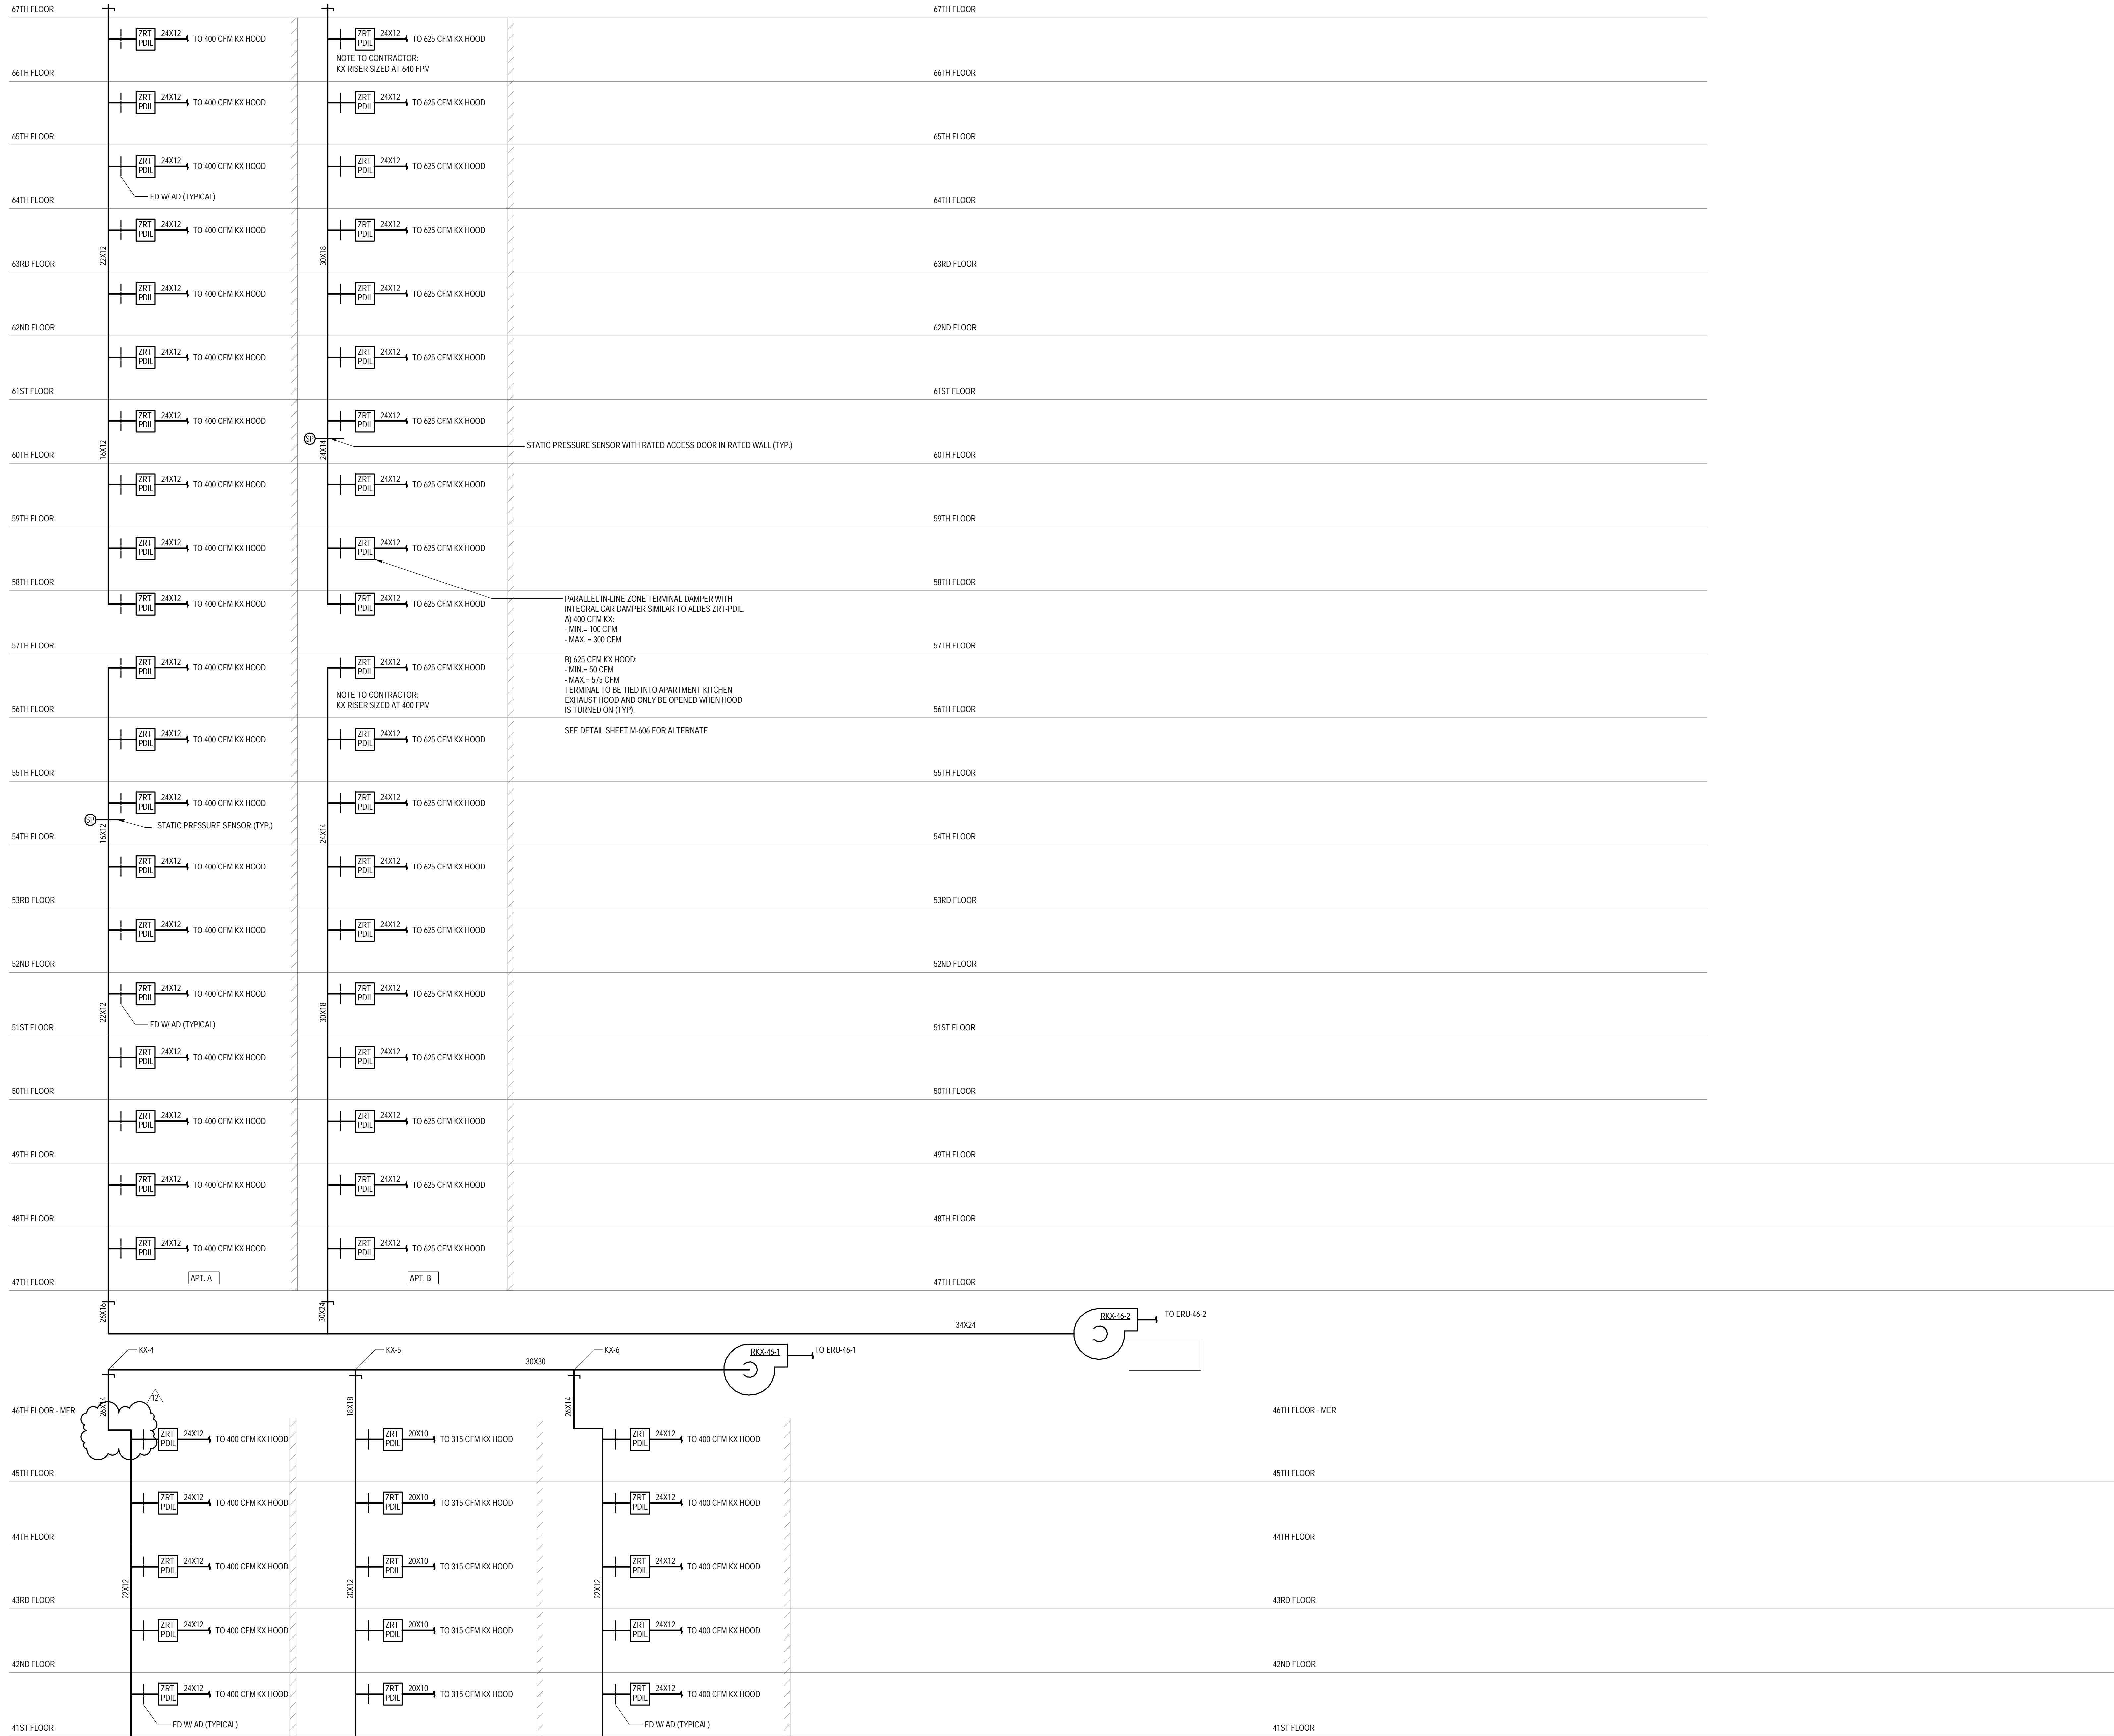 67TH FLOOR 67TH FLOOR
ZRT PDIL 24X12 TO 400 CFM KX HOOD
ZRT PDIL 24X12 TO 625 CFM KX HOOD
NOTE TO CONTRACTOR:
KX RISER SIZED AT 640 FPM
66TH FLOOR 66TH FLOOR
ZRT PDIL 24X12 TO 400 CFM KX HOOD
ZRT PDIL 24X12 TO 625 CFM KX HOOD
65TH FLOOR 65TH FLOOR
ZRT PDIL 24X12 TO 400 CFM KX HOOD
ZRT PDIL 24X12 TO 625 CFM KX HOOD
FD W/ AD (TYPICAL)
64TH FLOOR 64TH FLOOR
ZRT PDIL 24X12 TO 400 CFM KX HOOD
ZRT PDIL 24X12 TO 625 CFM KX HOOD
22X12
30X18
63RD FLOOR 63RD FLOOR
ZRT PDIL 24X12 TO 400 CFM KX HOOD
ZRT PDIL 24X12 TO 625 CFM KX HOOD
62ND FLOOR 62ND FLOOR
ZRT PDIL 24X12 TO 400 CFM KX HOOD
ZRT PDIL 24X12 TO 625 CFM KX HOOD
61ST FLOOR 61ST FLOOR
ZRT PDIL 24X12 TO 400 CFM KX HOOD
ZRT PDIL 24X12 TO 625 CFM KX HOOD
SP
STATIC PRESSURE SENSOR WITH RATED ACCESS DOOR IN RATED WALL (TYP.)
16X12
24X14
60TH FLOOR 60TH FLOOR
ZRT PDIL 24X12 TO 400 CFM KX HOOD
ZRT PDIL 24X12 TO 625 CFM KX HOOD
59TH FLOOR 59TH FLOOR
ZRT PDIL 24X12 TO 400 CFM KX HOOD
ZRT PDIL 24X12 TO 625 CFM KX HOOD
58TH FLOOR 58TH FLOOR
ZRT PDIL 24X12 TO 400 CFM KX HOOD
ZRT PDIL 24X12 TO 625 CFM KX HOOD
PARALLEL IN-LINE ZONE TERMINAL DAMPER WITH
INTEGRAL CAR DAMPER SIMILAR TO ALDES ZRT-PDIL.
A) 400 CFM KX:
- MIN.= 100 CFM
- MAX. = 300 CFM
57TH FLOOR 57TH FLOOR
B) 625 CFM KX HOOD:
- MIN.= 50 CFM
- MAX.= 575 CFM
TERMINAL TO BE TIED INTO APARTMENT KITCHEN
EXHAUST HOOD AND ONLY BE OPENED WHEN HOOD
IS TURNED ON (TYP).
SEE DETAIL SHEET M-606 FOR ALTERNATE
ZRT PDIL 24X12 TO 400 CFM KX HOOD
ZRT PDIL 24X12 TO 625 CFM KX HOOD
NOTE TO CONTRACTOR:
KX RISER SIZED AT 400 FPM
56TH FLOOR 56TH FLOOR
ZRT PDIL 24X12 TO 400 CFM KX HOOD
ZRT PDIL 24X12 TO 625 CFM KX HOOD
55TH FLOOR 55TH FLOOR
ZRT PDIL 24X12 TO 400 CFM KX HOOD
ZRT PDIL 24X12 TO 625 CFM KX HOOD
SP
STATIC PRESSURE SENSOR (TYP.)
16X12
24X14
54TH FLOOR 54TH FLOOR
ZRT PDIL 24X12 TO 400 CFM KX HOOD
ZRT PDIL 24X12 TO 625 CFM KX HOOD
53RD FLOOR 53RD FLOOR
ZRT PDIL 24X12 TO 400 CFM KX HOOD
ZRT PDIL 24X12 TO 625 CFM KX HOOD
52ND FLOOR 52ND FLOOR
ZRT PDIL 24X12 TO 400 CFM KX HOOD
ZRT PDIL 24X12 TO 625 CFM KX HOOD
22X12
30X18
FD W/ AD (TYPICAL)
51ST FLOOR 51ST FLOOR
ZRT PDIL 24X12 TO 400 CFM KX HOOD
ZRT PDIL 24X12 TO 625 CFM KX HOOD
50TH FLOOR 50TH FLOOR
ZRT PDIL 24X12 TO 400 CFM KX HOOD
ZRT PDIL 24X12 TO 625 CFM KX HOOD
49TH FLOOR 49TH FLOOR
ZRT PDIL 24X12 TO 400 CFM KX HOOD
ZRT PDIL 24X12 TO 625 CFM KX HOOD
48TH FLOOR 48TH FLOOR
ZRT PDIL 24X12 TO 400 CFM KX HOOD
ZRT PDIL 24X12 TO 625 CFM KX HOOD
APT. A
APT. B
47TH FLOOR 47TH FLOOR
26X16
30X24
34X24
RKX-46-2
TO ERU-46-2
KX-4
KX-5
KX-6
30X30
RKX-46-1
TO ERU-46-1
12
26X14
18X18
26X14
46TH FLOOR - MER 46TH FLOOR - MER
ZRT PDIL 24X12 TO 400 CFM KX HOOD
ZRT PDIL 20X10 TO 315 CFM KX HOOD
ZRT PDIL 24X12 TO 400 CFM KX HOOD
45TH FLOOR 45TH FLOOR
ZRT PDIL 24X12 TO 400 CFM KX HOOD
ZRT PDIL 20X10 TO 315 CFM KX HOOD
ZRT PDIL 24X12 TO 400 CFM KX HOOD
44TH FLOOR 44TH FLOOR
ZRT PDIL 24X12 TO 400 CFM KX HOOD
ZRT PDIL 20X10 TO 315 CFM KX HOOD
ZRT PDIL 24X12 TO 400 CFM KX HOOD
22X12
20X12
22X12
43RD FLOOR 43RD FLOOR
ZRT PDIL 24X12 TO 400 CFM KX HOOD
ZRT PDIL 20X10 TO 315 CFM KX HOOD
ZRT PDIL 24X12 TO 400 CFM KX HOOD
42ND FLOOR 42ND FLOOR
ZRT PDIL 24X12 TO 400 CFM KX HOOD
ZRT PDIL 20X10 TO 315 CFM KX HOOD
ZRT PDIL 24X12 TO 400 CFM KX HOOD
FD W/ AD (TYPICAL)
FD W/ AD (TYPICAL)
41ST FLOOR 41ST FLOOR